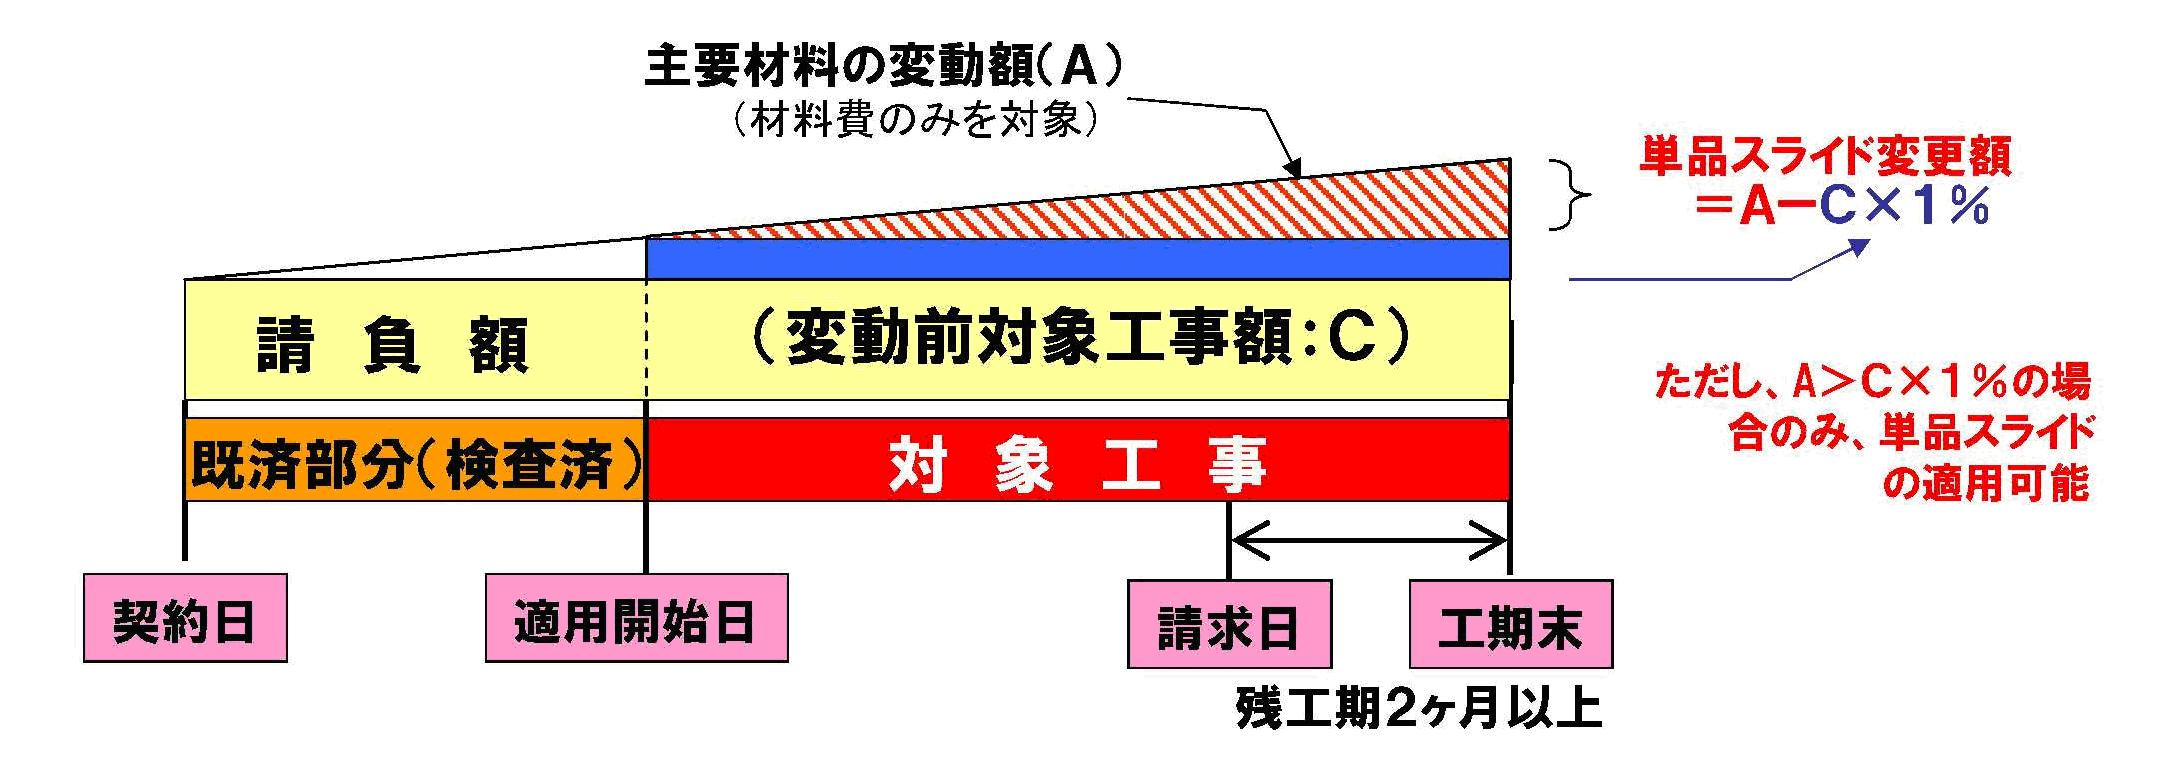 主要材料の変動額(A)
(材料費のみを対象)
単品スライド変更額
=A-C×1%
請負額
(変動前対象工事額:C)
ただし、A>C×1%の場
合のみ、単品スライド
の適用可能
既済部分(検査済)
対象工事
契約日
適用開始日
請求日
工期末
残工期2ヶ月以上